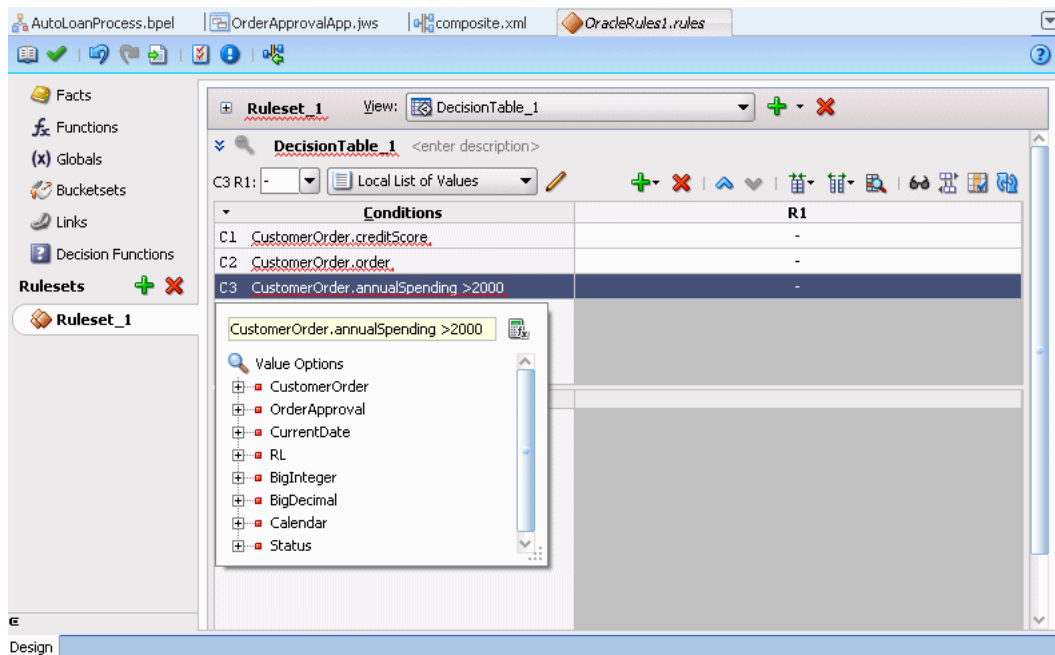 AutoLoanProcess.bpel OrderApprovalApp.jws composite.xml OracleRules1.rules
Facts
Functions
(x) Globals
Bucketsets
Links
Decision Functions
Rulesets
Ruleset_1
Ruleset_1 View: DecisionTable_1
DecisionTable_1 <enter description>
C3 R1: - Local List of Values
Conditions R1
C1 CustomerOrder.creditScore -
C2 CustomerOrder.order -
C3 CustomerOrder.annualSpending >2000 -
CustomerOrder.annualSpending >2000
Value Options
CustomerOrder
OrderApproval
CurrentDate
RL
BigInteger
BigDecimal
Calendar
Status
Design